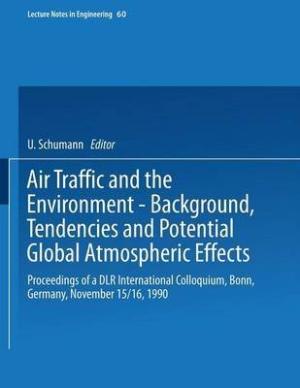 Lecture Notes in Engineering 60
U. Schumann Editor
Air Traffic and the
Environment - Background,
Tendencies and Potential
Global Atmospheric Effects
Proceedings of a DLR International Colloquium, Bonn,
Germany, November 15/16, 1990